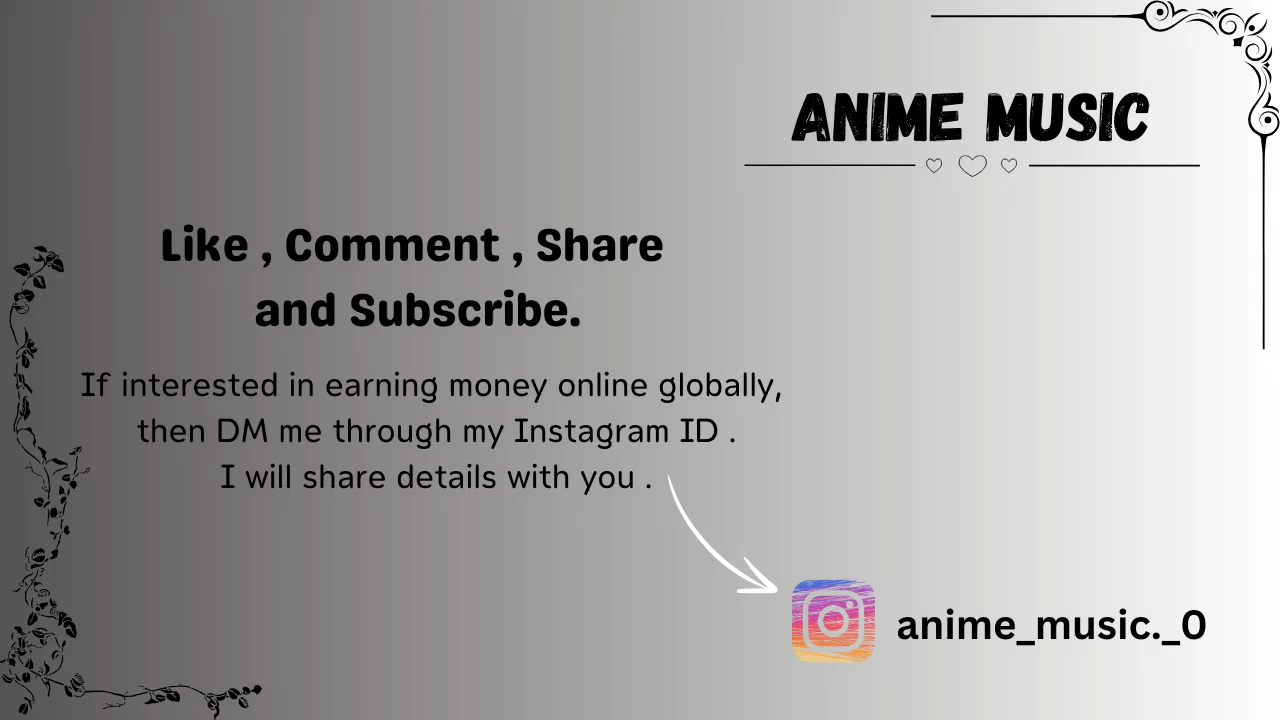 ANIME MUSIC
Like , Comment , Share
and Subscribe.
If interested in earning money online globally,
then DM me through my Instagram ID .
I will share details with you .
anime_music._0